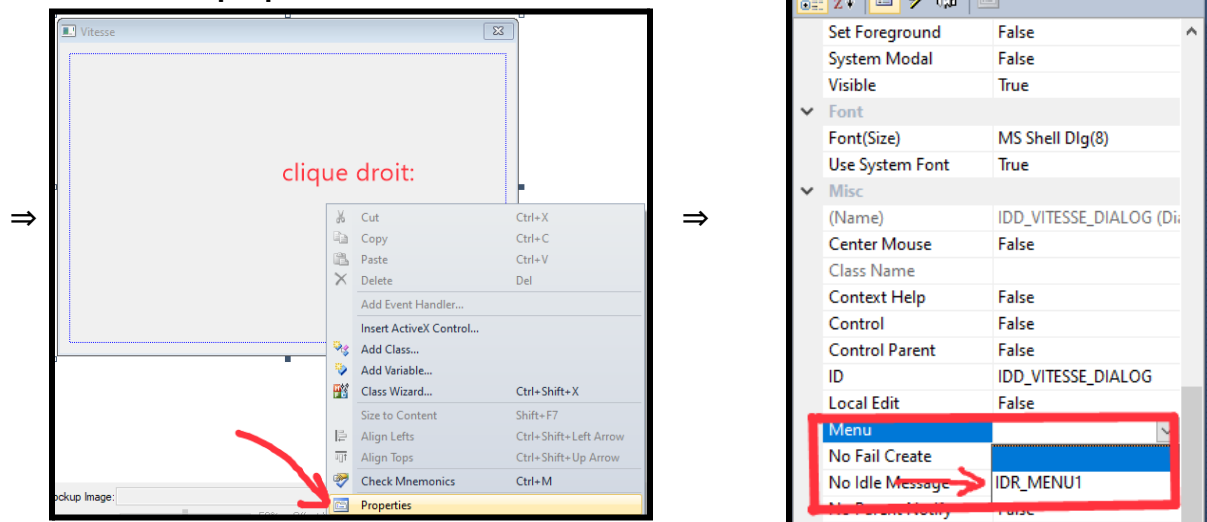 Vitesse
clique droit:
⇒
Cut Ctrl+X
Copy Ctrl+C
Paste Ctrl+V
Delete Del
Add Event Handler...
Insert ActiveX Control...
Add Class...
Add Variable...
Class Wizard... Ctrl+Shift+X
Size to Content Shift+F7
Align Lefts Ctrl+Shift+Left Arrow
Align Tops Ctrl+Shift+Up Arrow
Check Mnemonics Ctrl+M
Properties
ockup Image:
⇒
Set Foreground False
System Modal False
Visible True
Font
Font(Size) MS Shell Dlg(8)
Use System Font True
Misc
(Name) IDD_VITESSE_DIALOG (Dia
Center Mouse False
Class Name
Context Help False
Control False
Control Parent False
ID IDD_VITESSE_DIALOG
Local Edit False
Menu
No Fail Create
No Idle Message IDR_MENU1
No Parent Notify False